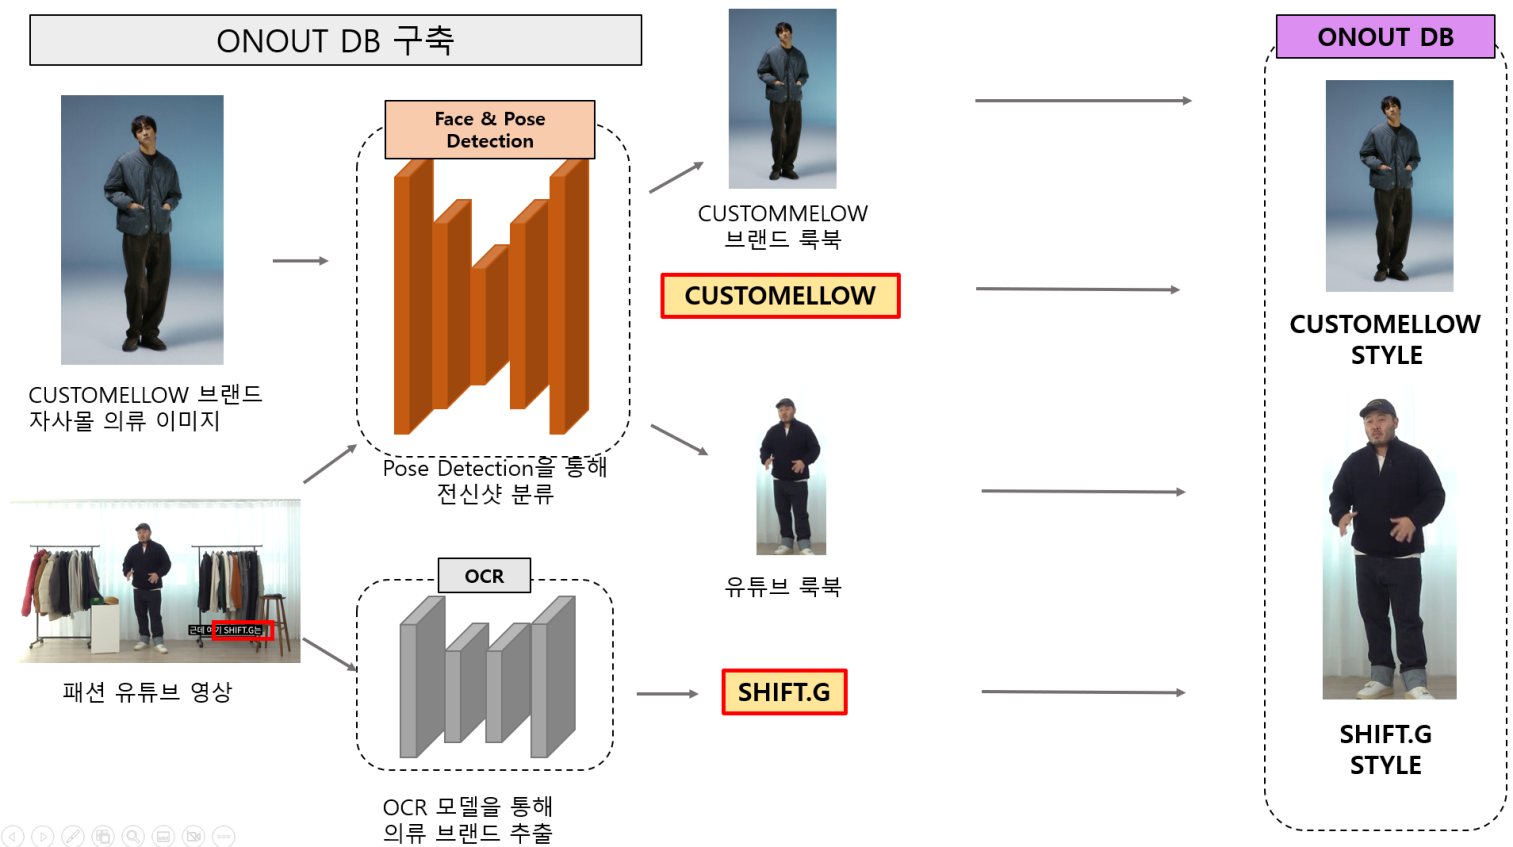 ONOUT DB 구축
CUSTOMELLOW 브랜드
자사몰 의류 이미지
근데 여기 SHIFT.G는
패션 유튜브 영상
Face & Pose
Detection
Pose Detection을 통해
전신샷 분류
OCR
OCR 모델을 통해
의류 브랜드 추출
CUSTOMMELOW
브랜드 룩북
CUSTOMELLOW
유튜브 룩북
SHIFT.G
ONOUT DB
CUSTOMELLOW
STYLE
SHIFT.G
STYLE